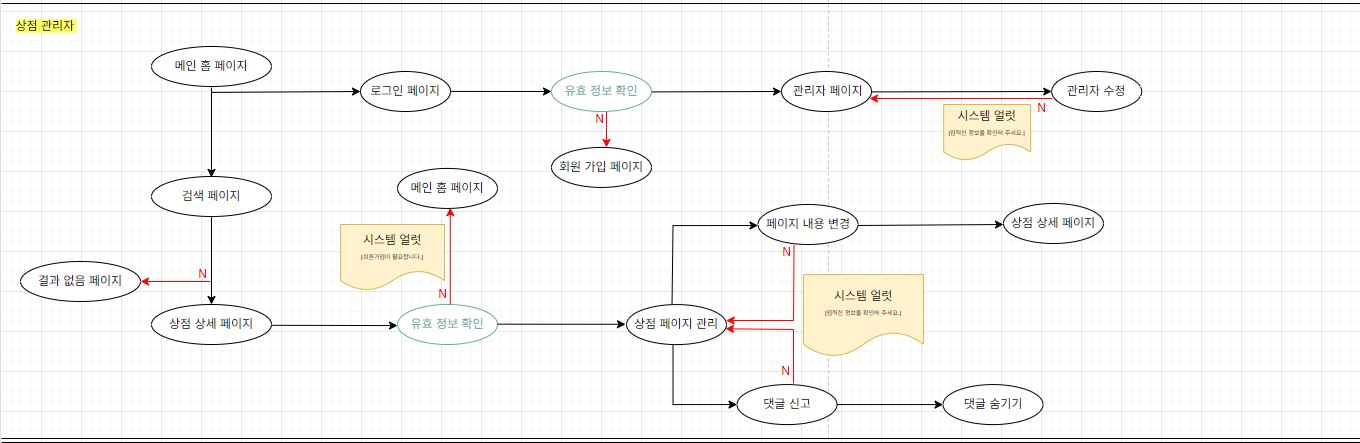 상점 관리자
메인 홈 페이지
로그인 페이지
유효 정보 확인
관리자 페이지
관리자 수정
N
시스템 얼럿
[입력한 정보를 확인해 주세요.]
N
회원 가입 페이지
메인 홈 페이지
검색 페이지
페이지 내용 변경
상점 상세 페이지
시스템 얼럿
[회원가입이 필요합니다.]
N
N
결과 없음 페이지
N
시스템 얼럿
[입력한 정보를 확인해 주세요.]
상점 상세 페이지
유효 정보 확인
상점 페이지 관리
N
댓글 신고
댓글 숨기기